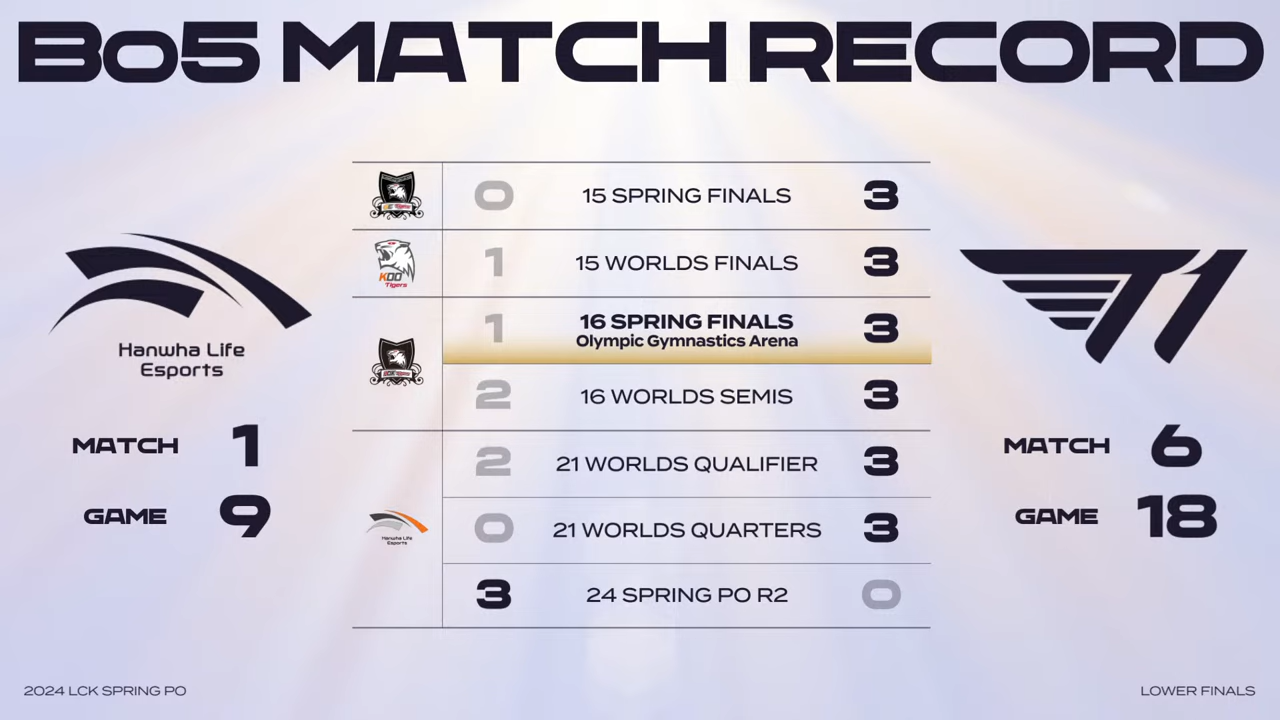 Bo5 MATCH RECORD
0 15 SPRING FINALS 3
KOO
Tigers
1 15 WORLDS FINALS 3
1 16 SPRING FINALS 3
Olympic Gymnastics Arena
2 16 WORLDS SEMIS 3
2 21 WORLDS QUALIFIER 3
Hanwha Life
Esports
0 21 WORLDS QUARTERS 3
3 24 SPRING PO R2 0
Hanwha Life
Esports
MATCH 1
GAME 9
T1
MATCH 6
GAME 18
2024 LCK SPRING PO
LOWER FINALS